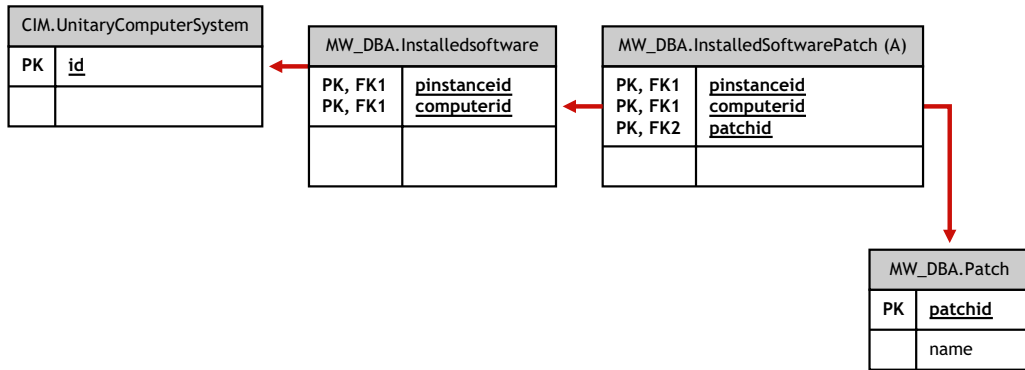 CIM.UnitaryComputerSystem
PK id
MW_DBA.Installedsoftware
PK, FK1 pinstanceid
PK, FK1 computerid
MW_DBA.InstalledSoftwarePatch (A)
PK, FK1 pinstanceid
PK, FK1 computerid
PK, FK2 patchid
MW_DBA.Patch
PK patchid
name